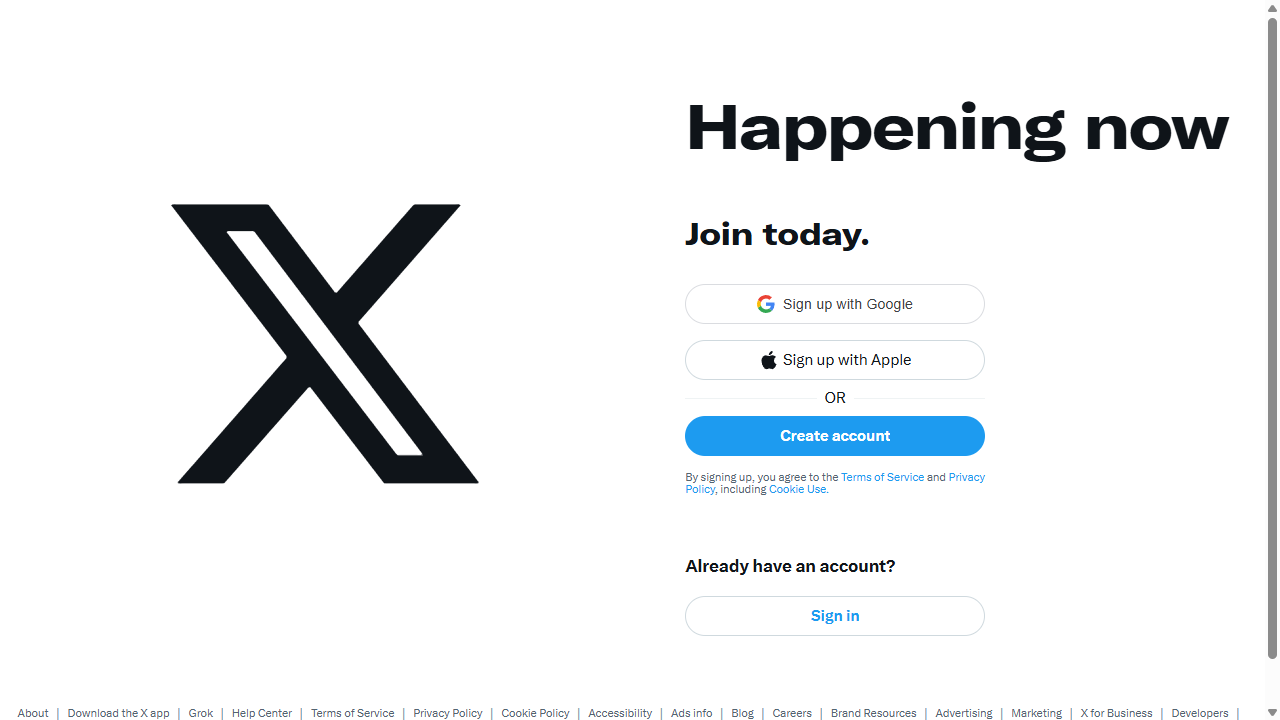 Happening now
Join today.
Sign up with Google
Sign up with Apple
OR
Create account
By signing up, you agree to the Terms of Service and Privacy
Policy, including Cookie Use.
Already have an account?
Sign in
About | Download the X app | Grok | Help Center | Terms of Service | Privacy Policy | Cookie Policy | Accessibility | Ads info | Blog | Careers | Brand Resources | Advertising | Marketing | X for Business | Developers |